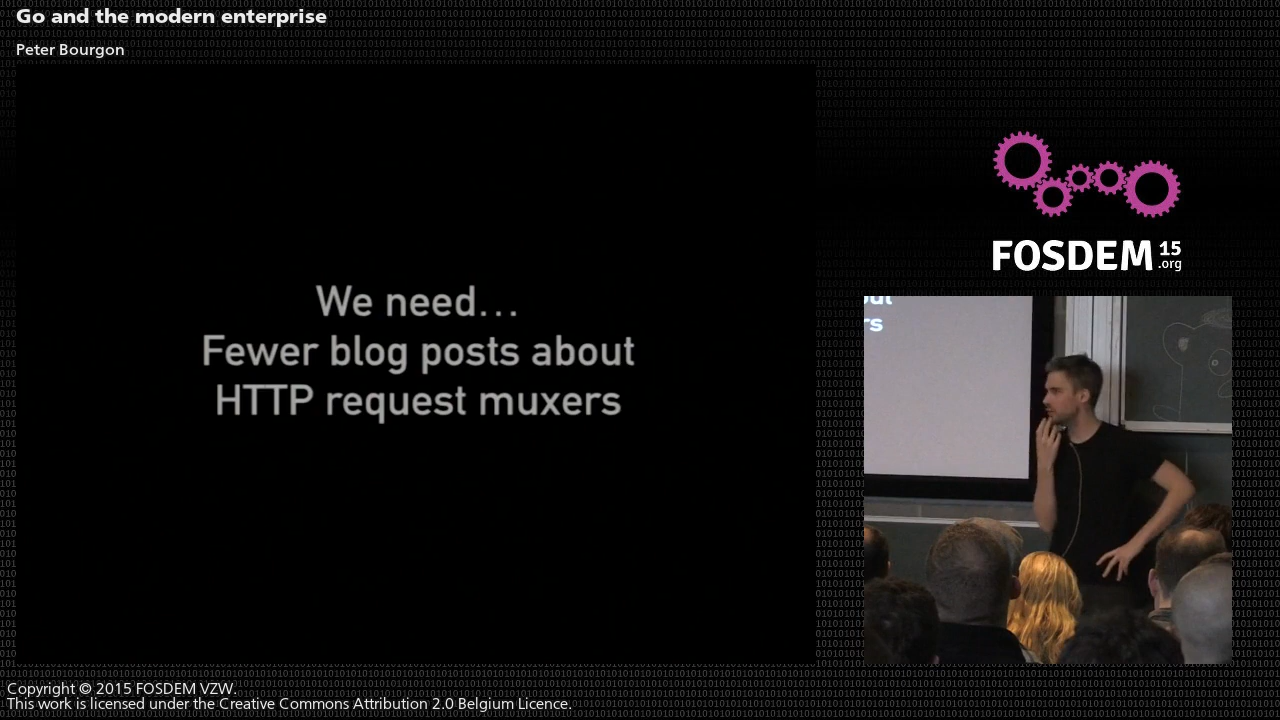 Go and the modern enterprise
Peter Bourgon
We need...
Fewer blog posts about
HTTP request muxers
FOSDEM 15
.org
Copyright © 2015 FOSDEM VZW.
This work is licensed under the Creative Commons Attribution 2.0 Belgium Licence.